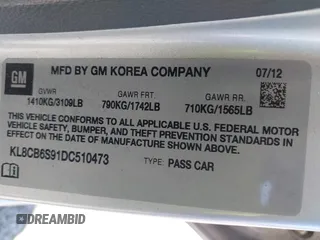 GM
MFD BY GM KOREA COMPANY
07/12
GVWR
GAWR FRT.
GAWR RR.
1410KG/3109LB
790KG/1742LB
710KG/1565LB
THIS VEHICLE CONFORMS TO ALL APPLICABLE U.S. FEDERAL MOTOR
VEHICLE SAFETY, BUMPER, AND THEFT PREVENTION STANDARDS
IN EFFECT ON THE DATE OF MANUFACTURE SHOWN ABOVE.
KL8CB6S91DC510473
TYPE: PASS CAR
DREAMBID.COM